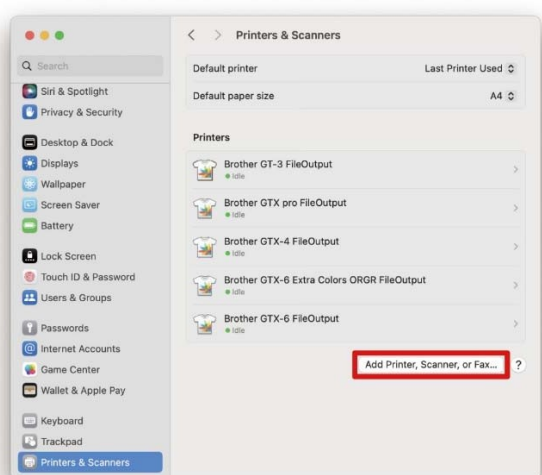 Printers & Scanners
Search
Siri & Spotlight
Privacy & Security
Desktop & Dock
Displays
Wallpaper
Screen Saver
Battery
Lock Screen
Touch ID & Password
Users & Groups
Passwords
Internet Accounts
Game Center
Wallet & Apple Pay
Keyboard
Trackpad
Printers & Scanners
Default printer
Last Printer Used
Default paper size
A4
Printers
Brother GT-3 FileOutput
Idle
Brother GTX pro FileOutput
Idle
Brother GTX-4 FileOutput
Idle
Brother GTX-6 Extra Colors ORGR FileOutput
Idle
Brother GTX-6 FileOutput
Idle
Add Printer, Scanner, or Fax...
?